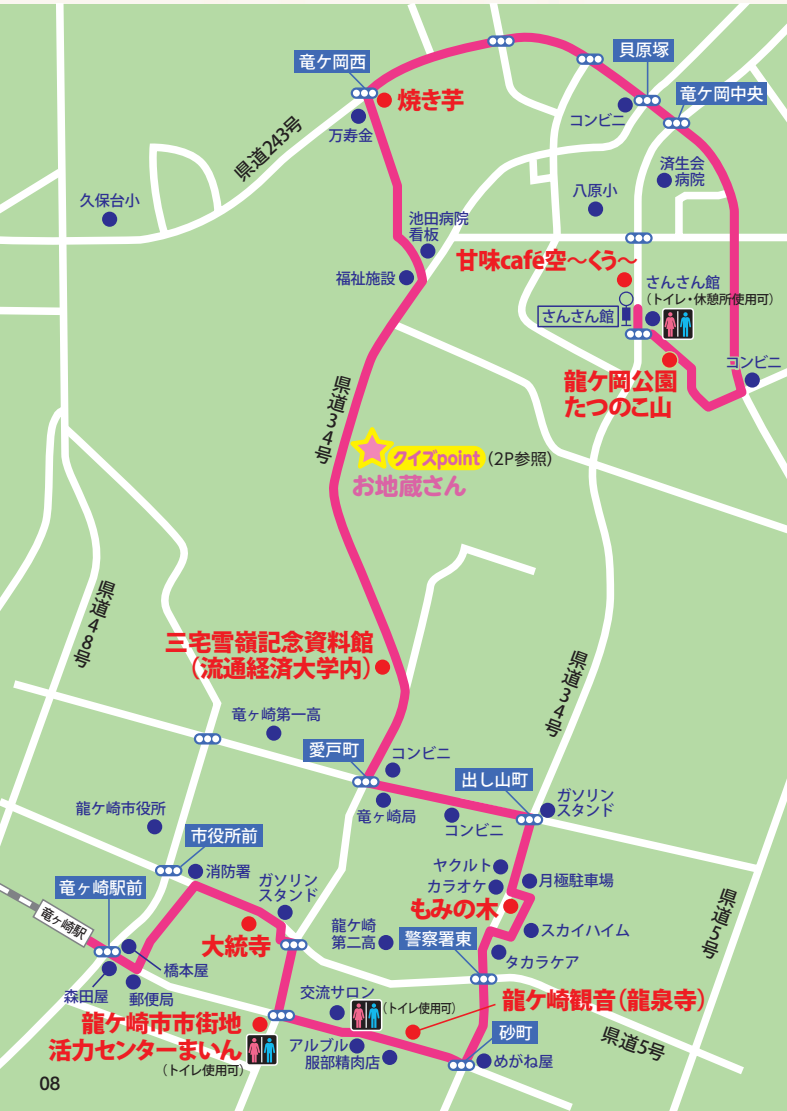 竜ケ岡西
貝原塚
竜ケ岡中央
焼き芋
万寿金
コンビニ
県道243号
済生会
病院
久保台小
八原小
池田病院
看板
甘味café空〜くう〜
福祉施設
さんさん館
(トイレ・休憩所使用可)
さんさん館
コンビニ
龍ケ岡公園
たつのこ山
県道34号
クイズpoint (2P参照)
お地蔵さん
県道48号
三宅雪嶺記念資料館
(流通経済大学内)
県道34号
竜ヶ崎第一高
愛戸町
コンビニ
出し山町
ガソリン
スタンド
竜ヶ崎局
コンビニ
龍ケ崎市役所
市役所前
消防署
ヤクルト
カラオケ
月極駐車場
竜ヶ崎駅前
ガソリン
スタンド
もみの木
県道5号
竜ヶ崎駅
大統寺
龍ケ崎
第二高
警察署東
スカイハイム
タカラケア
橋本屋
森田屋
郵便局
交流サロン
(トイレ使用可)
龍ケ崎観音(龍泉寺)
龍ケ崎市市街地
活力センターまいん
(トイレ使用可)
アルブル
服部精肉店
砂町
めがね屋
県道5号
08